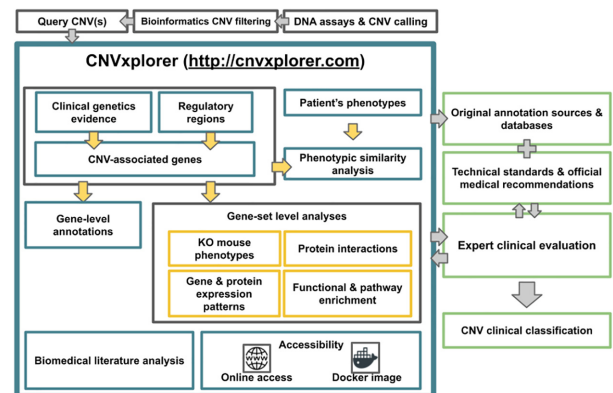 Query CNV(s)
Bioinformatics CNV filtering
DNA assays & CNV calling
CNVxplorer (http://cnvxplorer.com)
Clinical genetics
evidence
Regulatory
regions
CNV-associated genes
Patient's phenotypes
Phenotypic similarity
analysis
Gene-level
annotations
Gene-set level analyses
KO mouse
phenotypes
Protein interactions
Gene & protein
expression
patterns
Functional & pathway
enrichment
Biomedical literature analysis
Accessibility
WWW
Online access
Docker image
Original annotation sources &
databases
Technical standards & official
medical recommendations
Expert clinical evaluation
CNV clinical classification